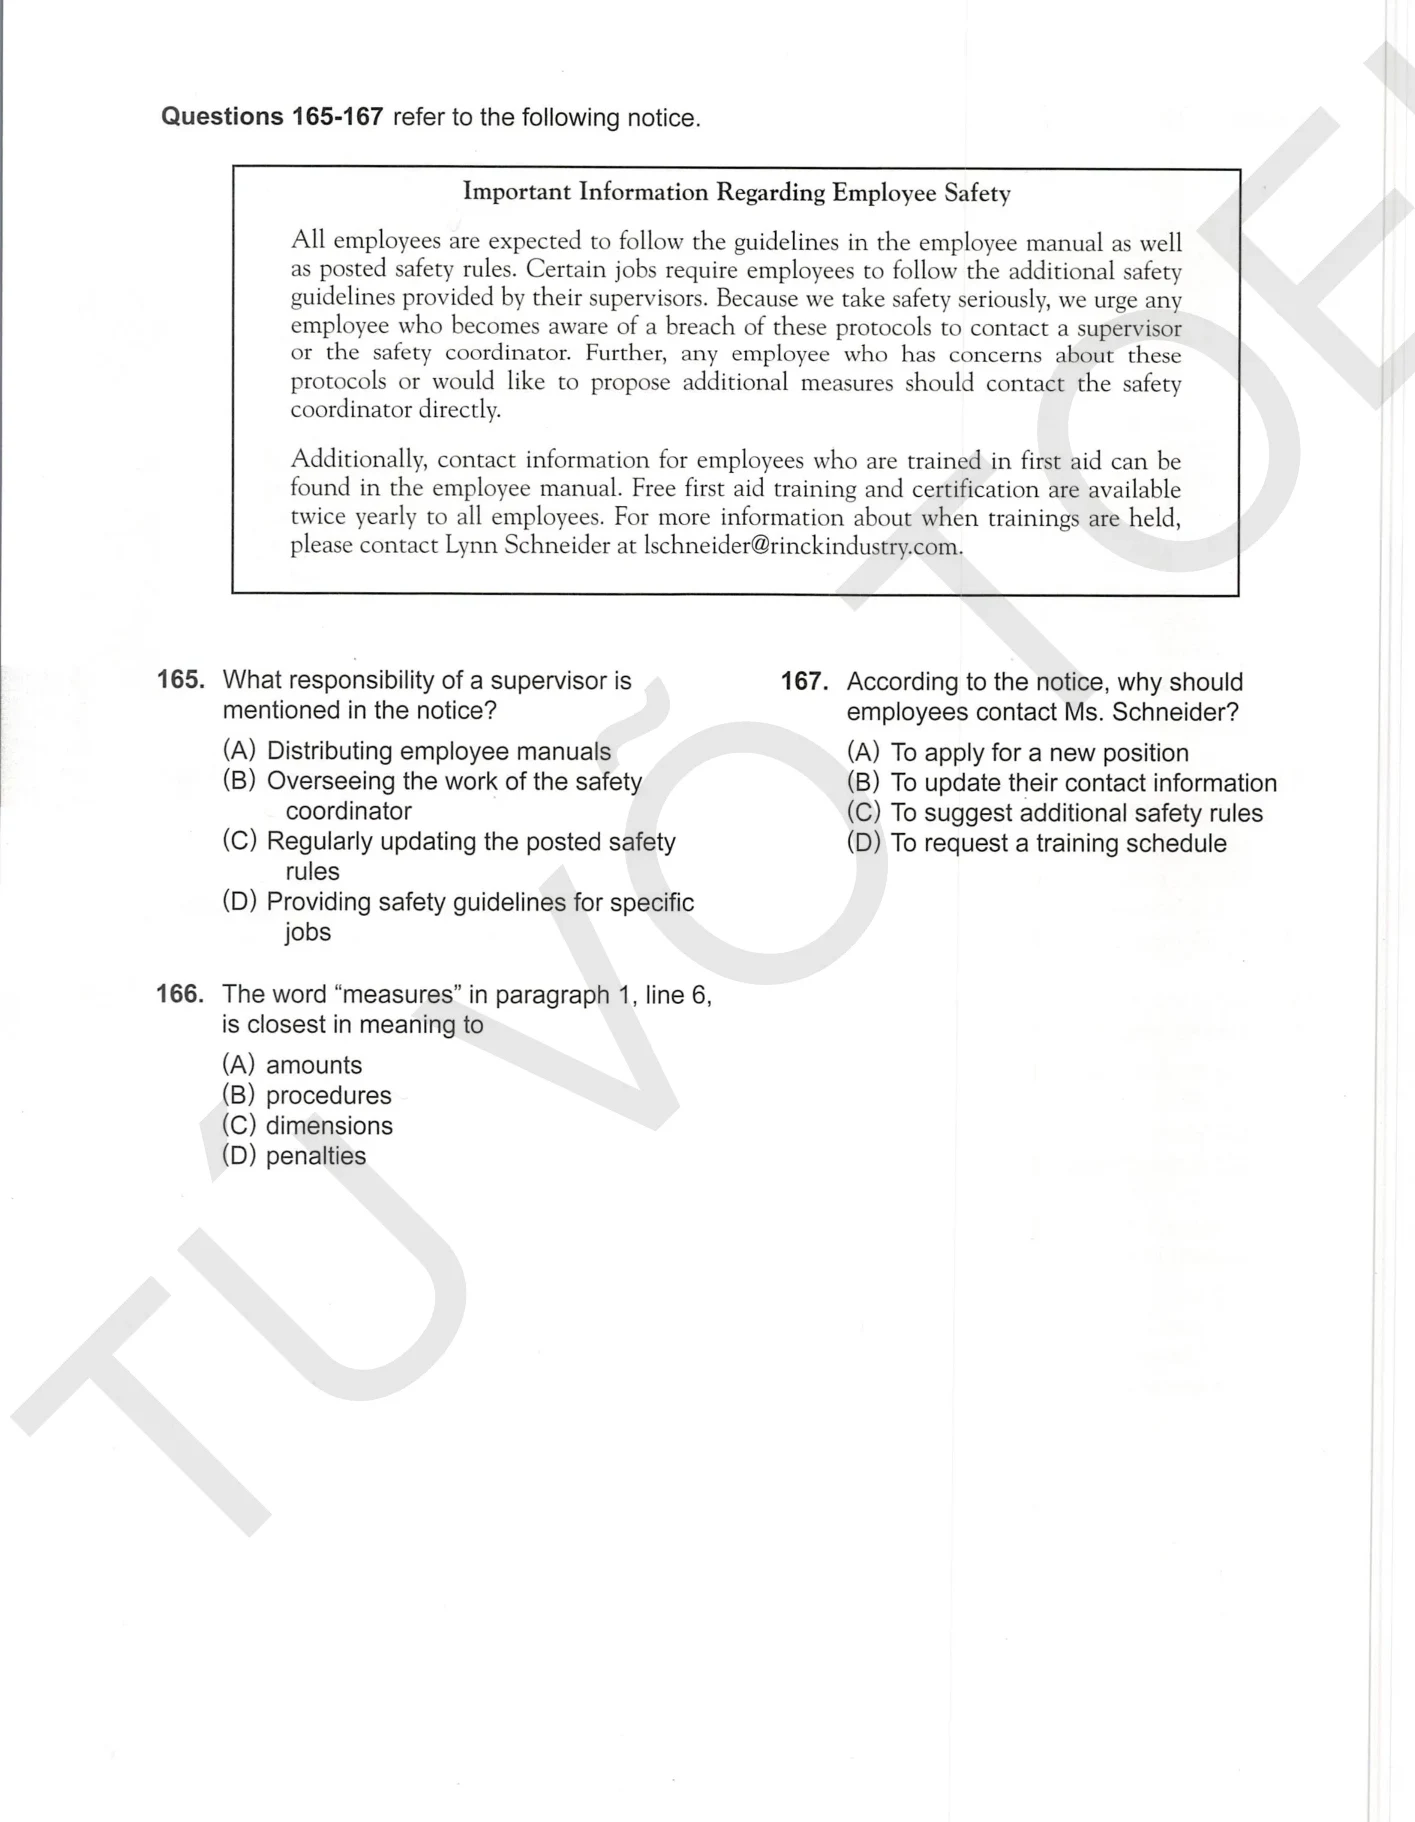 Questions 165-167 refer to the following notice.
Important Information Regarding Employee Safety
All employees are expected to follow the guidelines in the employee manual as well
as posted safety rules. Certain jobs require employees to follow the additional safety
guidelines provided by their supervisors. Because we take safety seriously, we urge any
employee who becomes aware of a breach of these protocols to contact a supervisor
or the safety coordinator. Further, any employee who has concerns about these
protocols or would like to propose additional measures should contact the safety
coordinator directly.
Additionally, contact information for employees who are trained in first aid can be
found in the employee manual. Free first aid training and certification are available
twice yearly to all employees. For more information about when trainings are held,
please contact Lynn Schneider at lschneider@rinckindustry.com.
165. What responsibility of a supervisor is
mentioned in the notice?
(A) Distributing employee manuals
(B) Overseeing the work of the safety
coordinator
(C) Regularly updating the posted safety
rules
(D) Providing safety guidelines for specific
jobs
166. The word “measures” in paragraph 1, line 6,
is closest in meaning to
(A) amounts
(B) procedures
(C) dimensions
(D) penalties
167. According to the notice, why should
employees contact Ms. Schneider?
(A) To apply for a new position
(B) To update their contact information
(C) To suggest additional safety rules
(D) To request a training schedule
TÚ VÕ TOE